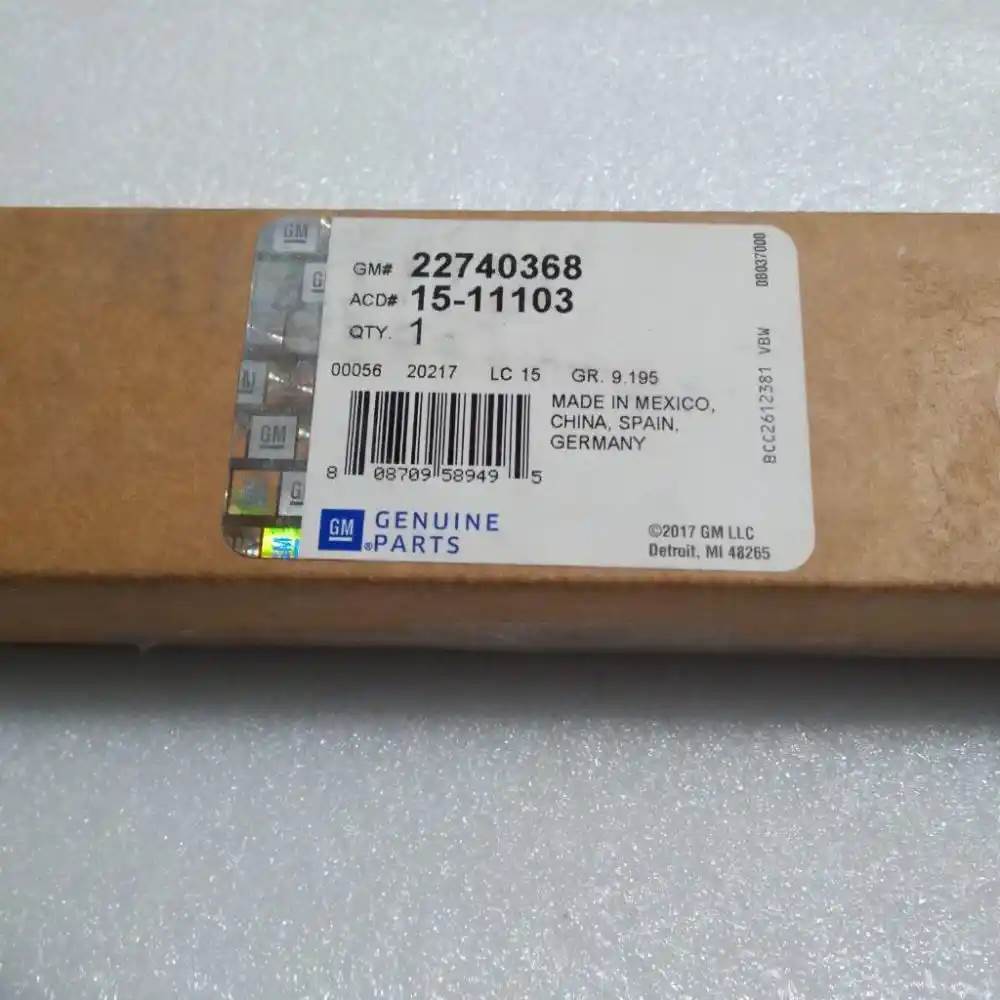 GM# 22740368
ACD# 15-11103
QTY. 1
00056 20217 LC 15 GR. 9.195
MADE IN MEXICO,
CHINA, SPAIN,
GERMANY
8 08709 58949 5
GM GENUINE
®PARTS
©2017 GM LLC
Detroit, MI 48265
BCC2612381 VBW
08037000
GM
G
GM
G
GM